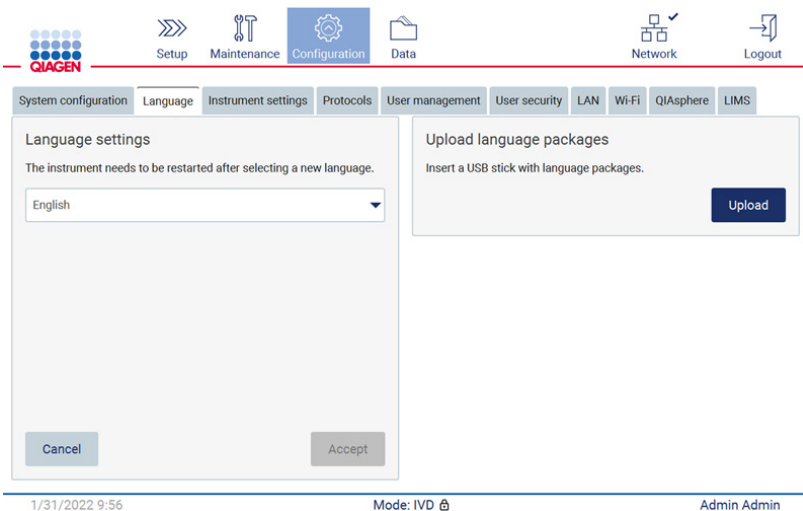 QIAGEN
Setup
Maintenance
Configuration
Data
Network
Logout
System configuration
Language
Instrument settings
Protocols
User management
User security
LAN
Wi-Fi
QIAsphere
LIMS
Language settings
The instrument needs to be restarted after selecting a new language.
English
Cancel
Accept
Upload language packages
Insert a USB stick with language packages.
Upload
1/31/2022 9:56
Mode: IVD
Admin Admin